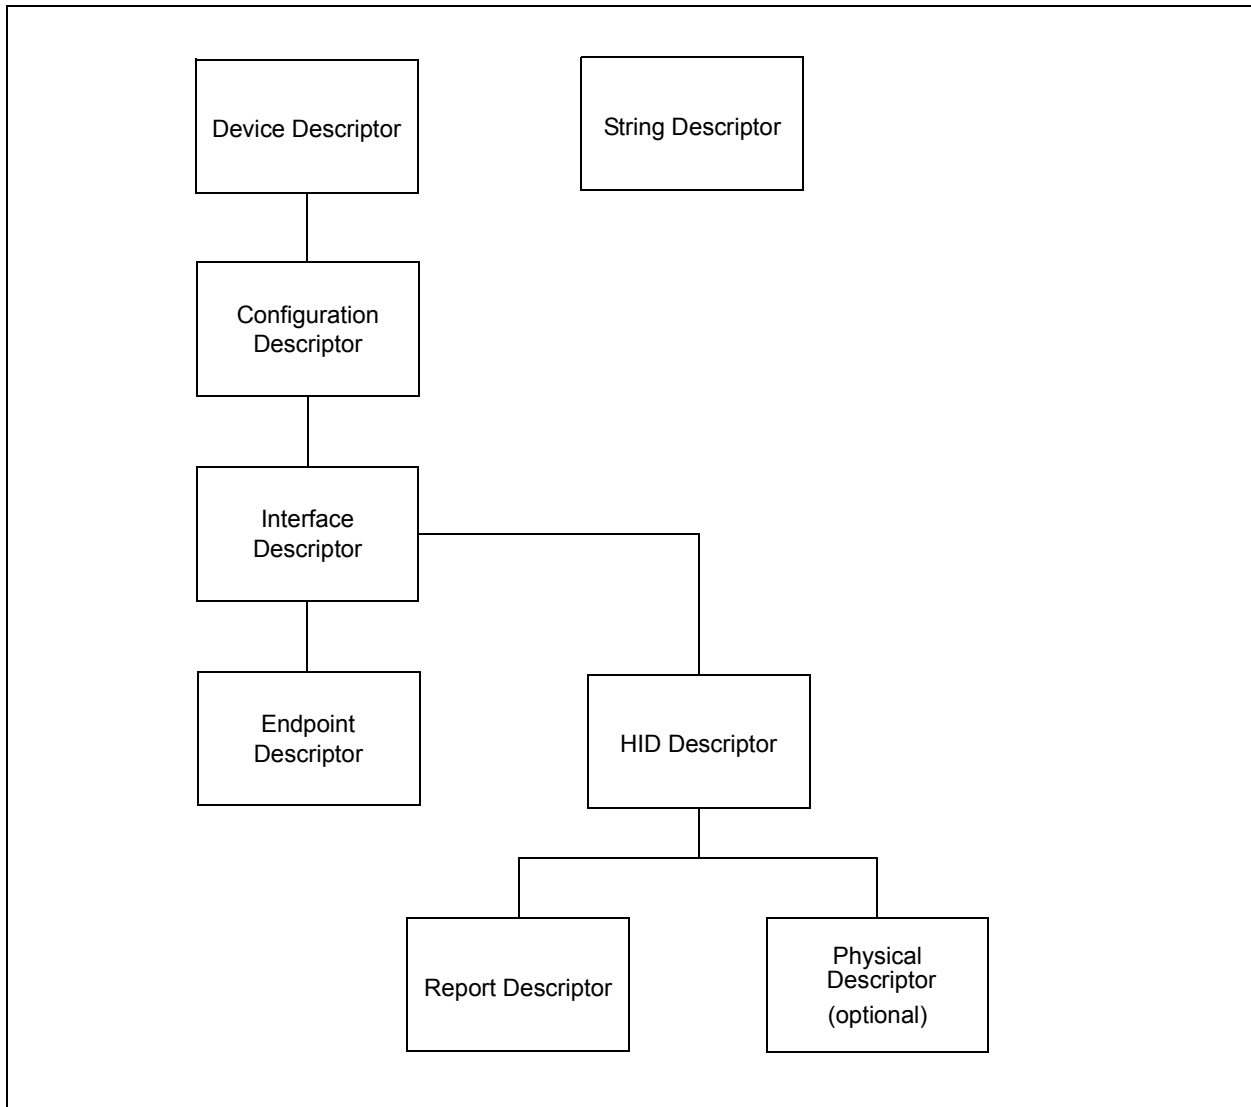 Device Descriptor
String Descriptor
Configuration
Descriptor
Interface
Descriptor
Endpoint
Descriptor
HID Descriptor
Report Descriptor
Physical
Descriptor
(optional)